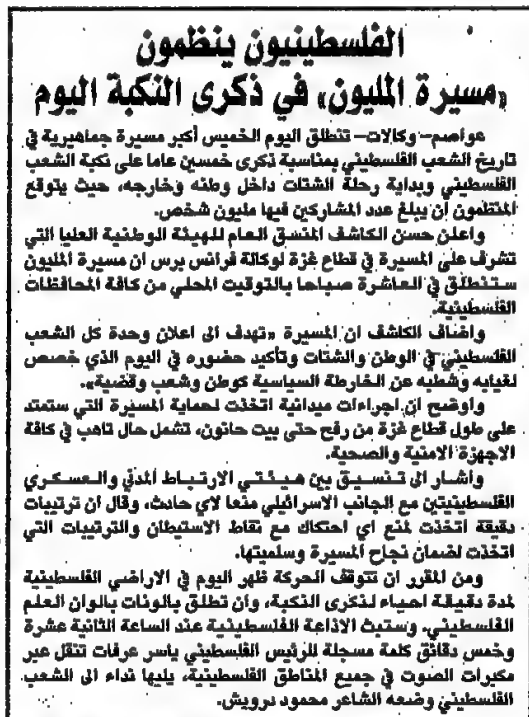 الفلسطينيون ينظمون
«مسيرة المليون» في ذكرى النكبة اليوم
عواصم– وكالات– تنطلق اليوم الخميس أكبر مسيرة جماهيرية في
تاريخ الشعب الفلسطيني بمناسبة ذكرى خمسين عاما على نكبة الشعب
الفلسطيني وبداية رحلة الشتات داخل وطنه وخارجه، حيث يتوقع
المنظمون ان يبلغ عدد المشاركين فيها مليون شخص.
واعلن حسن الكاشف المنسق العام للهيئة الوطنية العليا التي
تشرف على المسيرة في قطاع غزة لوكالة فرانس برس ان مسيرة المليون
ستنطلق في العاشرة صباحا بالتوقيت المحلي من كافة المحافظات
الفلسطينية.
واضاف الكاشف ان المسيرة «تهدف الى اعلان وحدة كل الشعب
الفلسطيني في الوطن والشتات وتأكيد حضوره في اليوم الذي خصص
لغيابه وشطبه عن الخارطة السياسية كوطن وشعب وقضية».
واوضح ان اجراءات ميدانية اتخذت لحماية المسيرة التي ستمتد
على طول قطاع غزة من رفح حتى بيت حانون، تشمل حال تاهب في كافة
الاجهزة الامنية والصحية.
واشار الى تنسيق بين هيئتي الارتباط المدني والعسكري
الفلسطينيتين مع الجانب الاسرائيلي منعا لاي حادث، وقال ان ترتيبات
دقيقة اتخذت لمنع اي احتكاك مع نقاط الاستيطان والترتيبات التي
اتخذت لضمان نجاح المسيرة وسلميتها.
ومن المقرر ان تتوقف الحركة ظهر اليوم في الاراضي الفلسطينية
لمدة دقيقة احياء لذكرى النكبة، وان تطلق بالونات بالوان العلم
الفلسطيني. وستبث الاذاعة الفلسطينية عند الساعة الثانية عشرة
وخمس دقائق كلمة مسجلة للرئيس الفلسطيني ياسر عرفات تنقل عبر
مكبرات الصوت في جميع المناطق الفلسطينية، يليها نداء الى الشعب
الفلسطيني وضعه الشاعر محمود درويش.